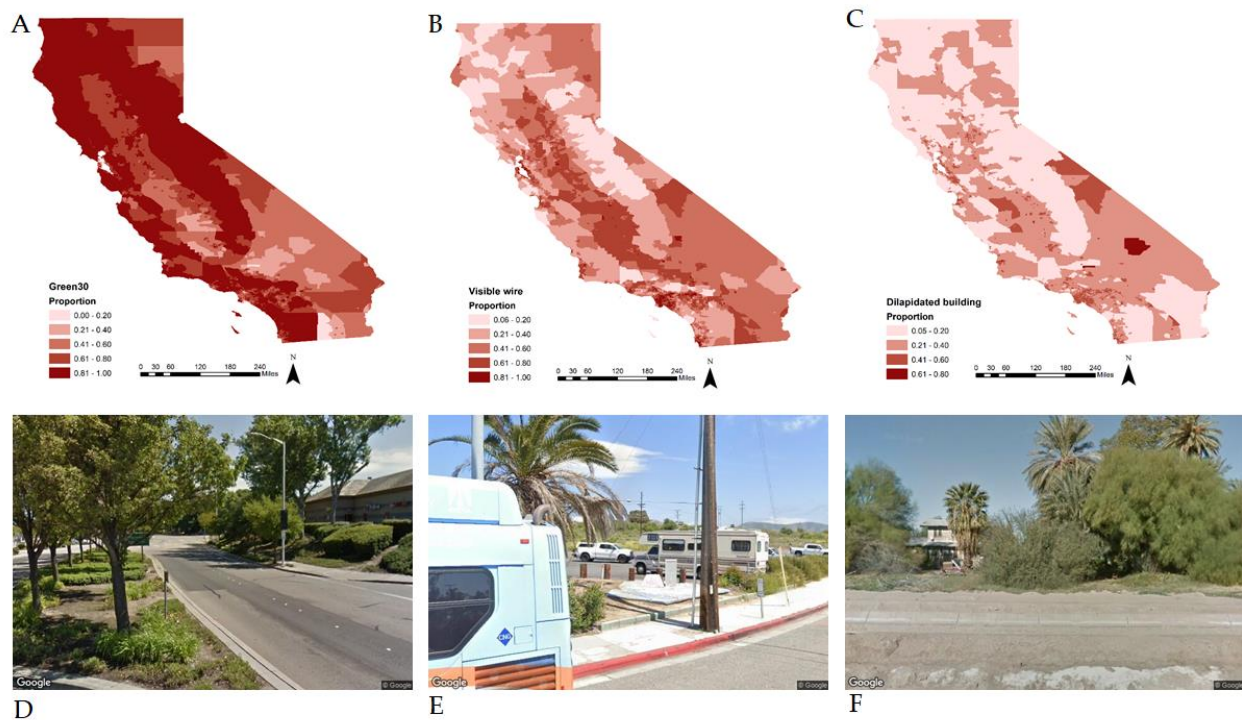 A
Green30
Proportion
0.00 - 0.20
0.21 - 0.40
0.41 - 0.60
0.61 - 0.80
0.81 - 1.00
0 30 60 120 180 240
Miles
N
B
Visible wire
Proportion
0.06 - 0.20
0.21 - 0.40
0.41 - 0.60
0.61 - 0.80
0.81 - 1.00
0 30 60 120 180 240
Miles
N
C
Dilapidated building
Proportion
0.05 - 0.20
0.21 - 0.40
0.41 - 0.60
0.61 - 0.80
0 30 60 120 180 240
Miles
N
Google
© Google
D
CNG
Google
© Google
E
Google
© Google
F